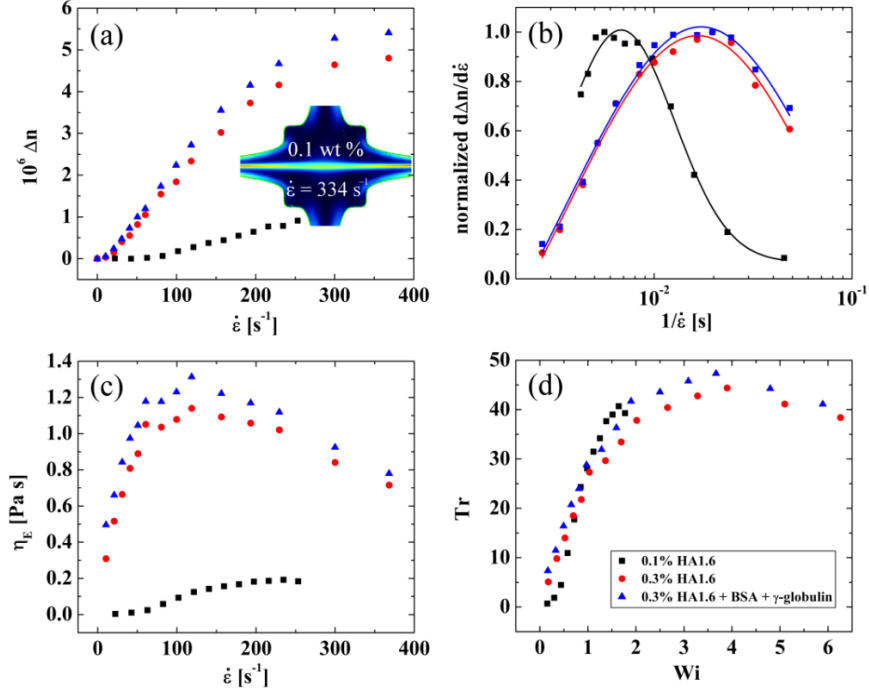 (a)
6
5
4
3
2
1
0
10⁶ Δn
0.1 wt %
ε̇ = 334 s⁻¹
0 100 200 300 400
ε̇ [s⁻¹]
(b)
1.0
0.8
0.6
0.4
0.2
0.0
normalized dΔn/dε̇
10⁻² 10⁻¹
1/ε̇ [s]
(c)
1.4
1.2
1.0
0.8
0.6
0.4
0.2
0.0
η_E [Pa s]
0 100 200 300 400
ε̇ [s⁻¹]
(d)
50
40
30
20
10
0
Tr
0.1% HA1.6
0.3% HA1.6
0.3% HA1.6 + BSA + γ-globulin
0 1 2 3 4 5 6
Wi